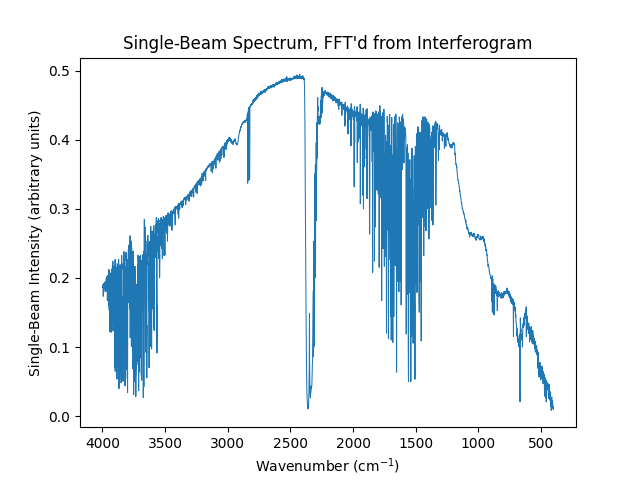 Single-Beam Spectrum, FFT'd from Interferogram
Single-Beam Intensity (arbitrary units)
0.5
0.4
0.3
0.2
0.1
0.0
4000 3500 3000 2500 2000 1500 1000 500
Wavenumber (cm⁻¹)